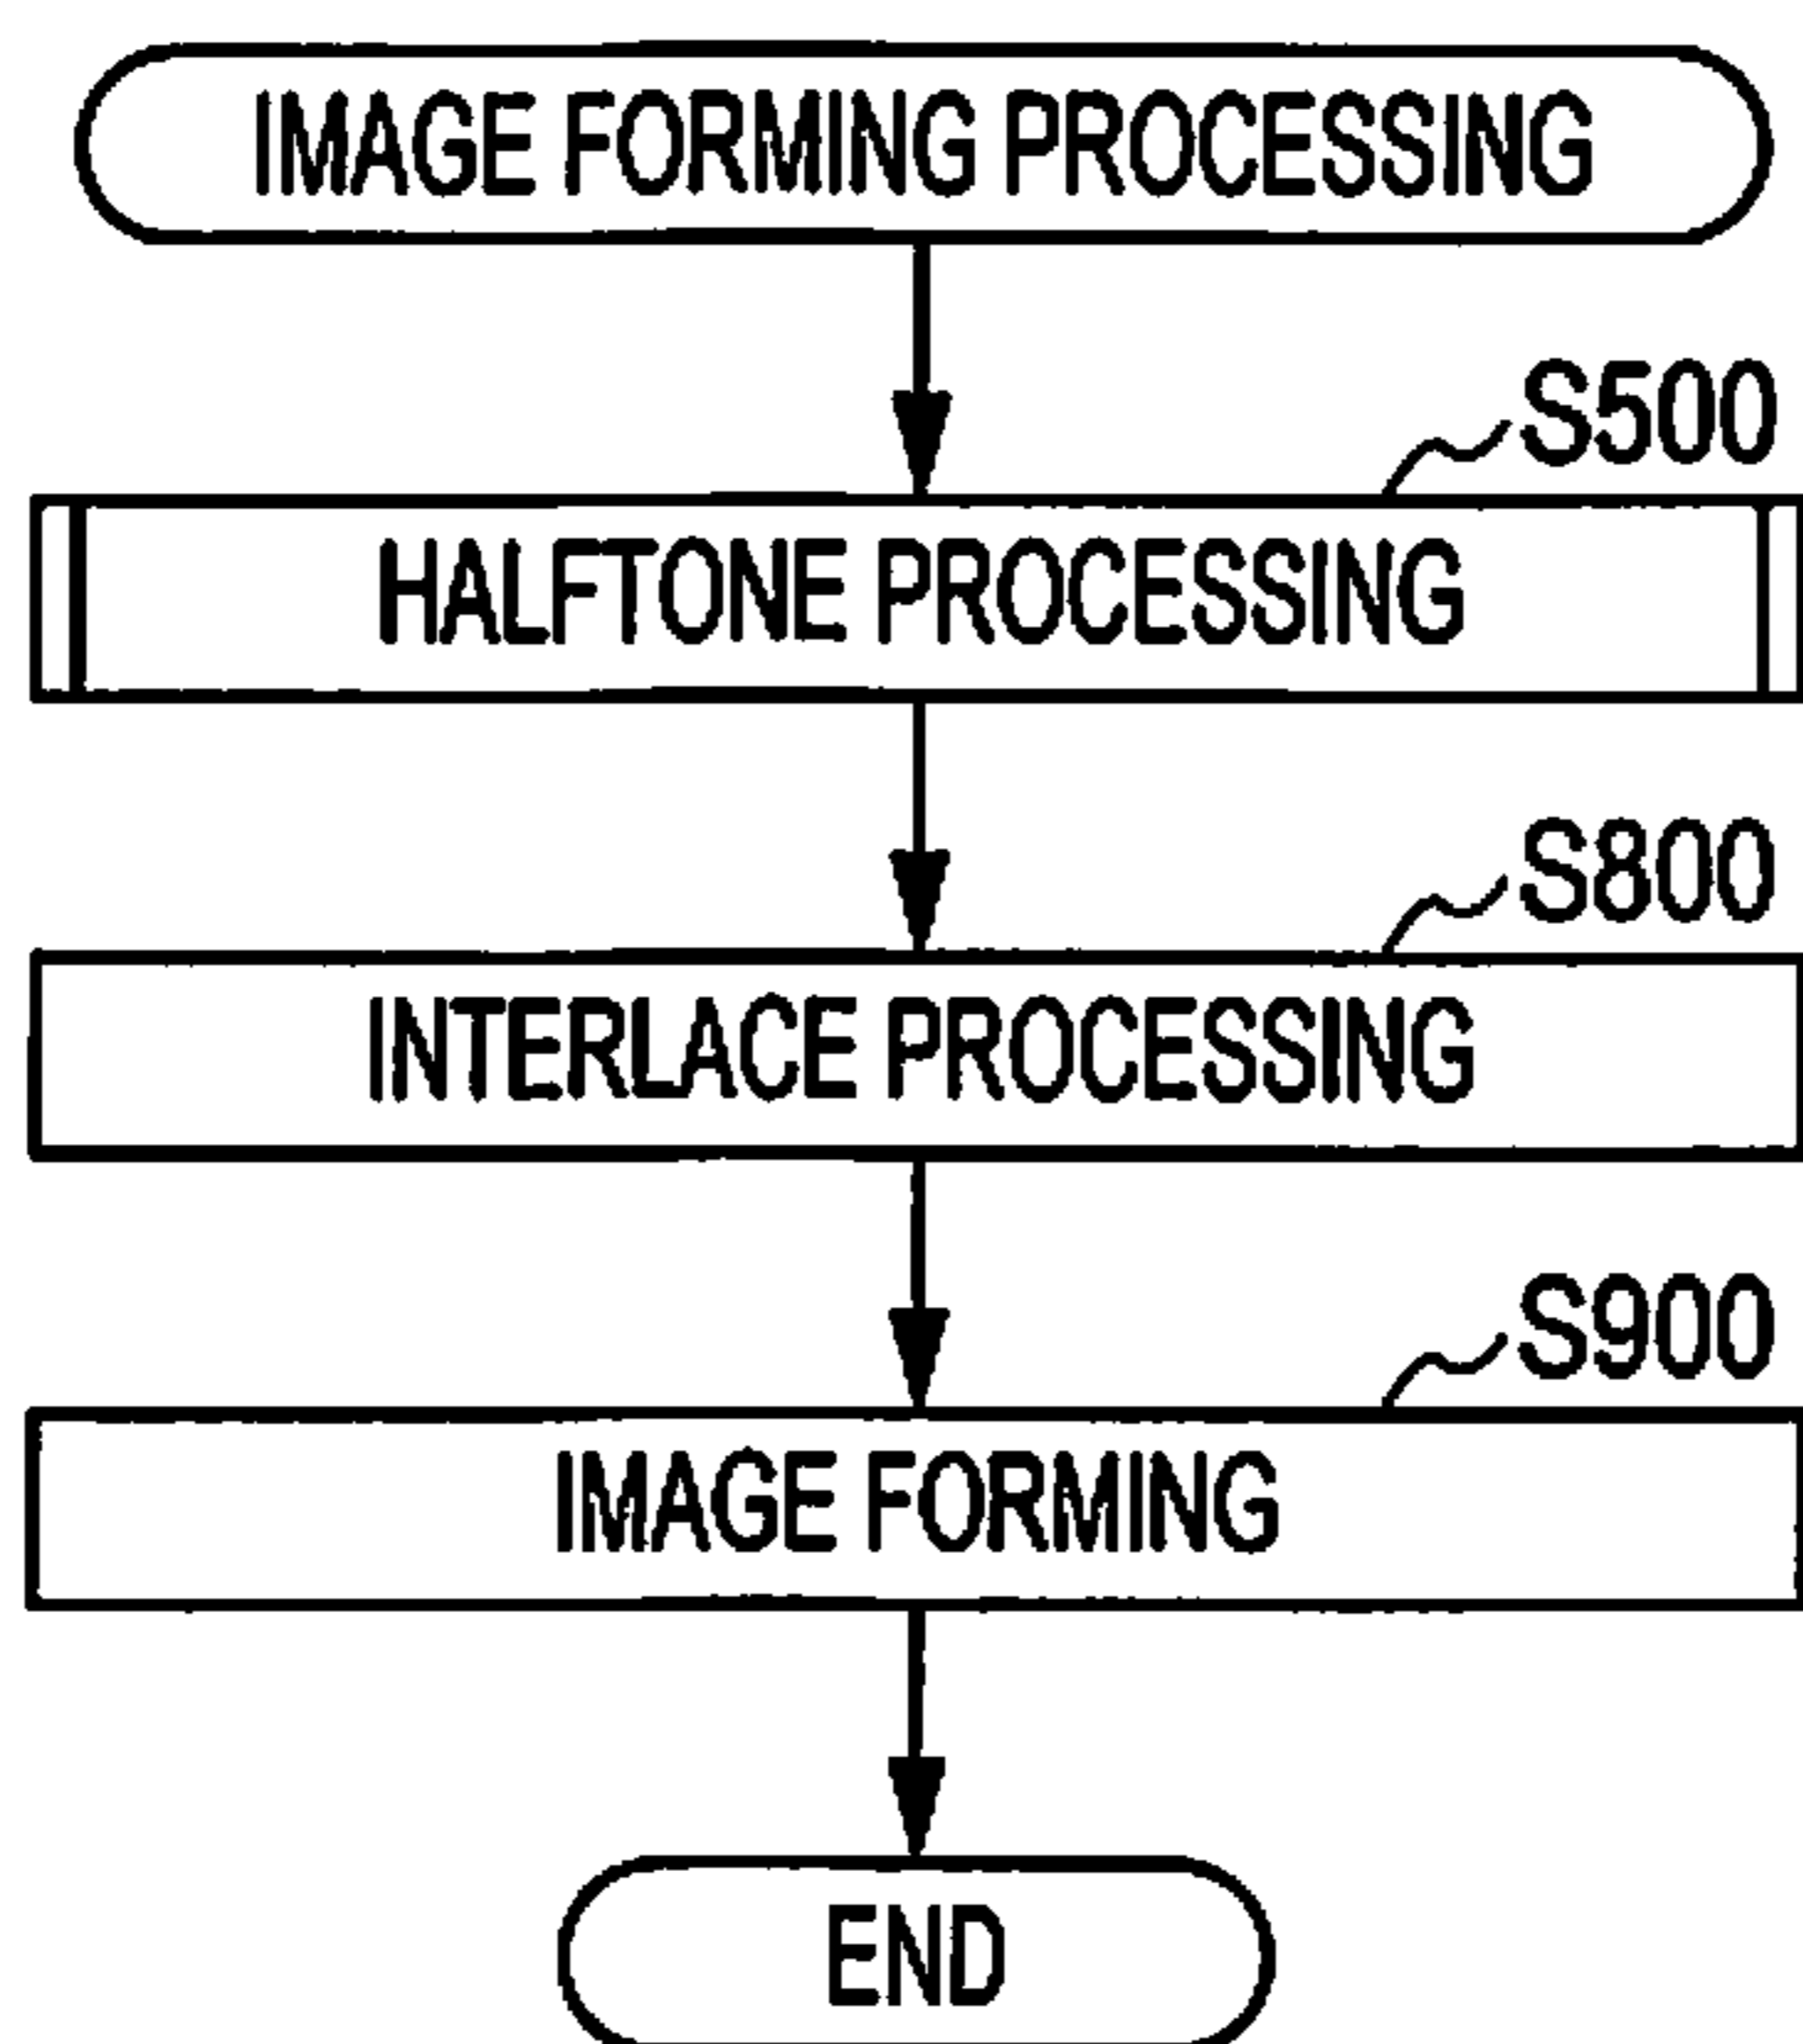 IMAGE FORMING PROCESSING
S500
HALFTONE PROCESSING
S800
INTERLACE PROCESSING
S900
IMAGE FORMING
END